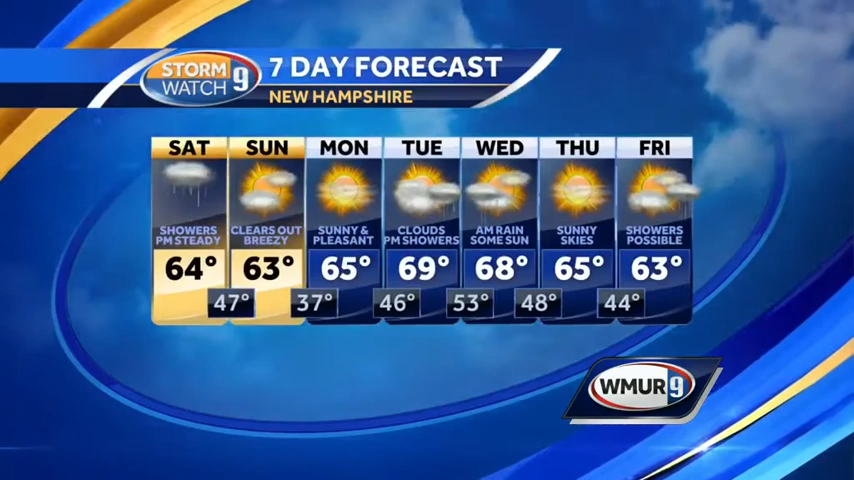 STORM
WATCH 9
7 DAY FORECAST
NEW HAMPSHIRE
SAT SUN MON TUE WED THU FRI
SHOWERS CLEARS OUT SUNNY & CLOUDS AM RAIN SUNNY SHOWERS
PM STEADY BREEZY PLEASANT PM SHOWERS SOME SUN SKIES POSSIBLE
64° 63° 65° 69° 68° 65° 63°
47° 37° 46° 53° 48° 44°
WMUR 9